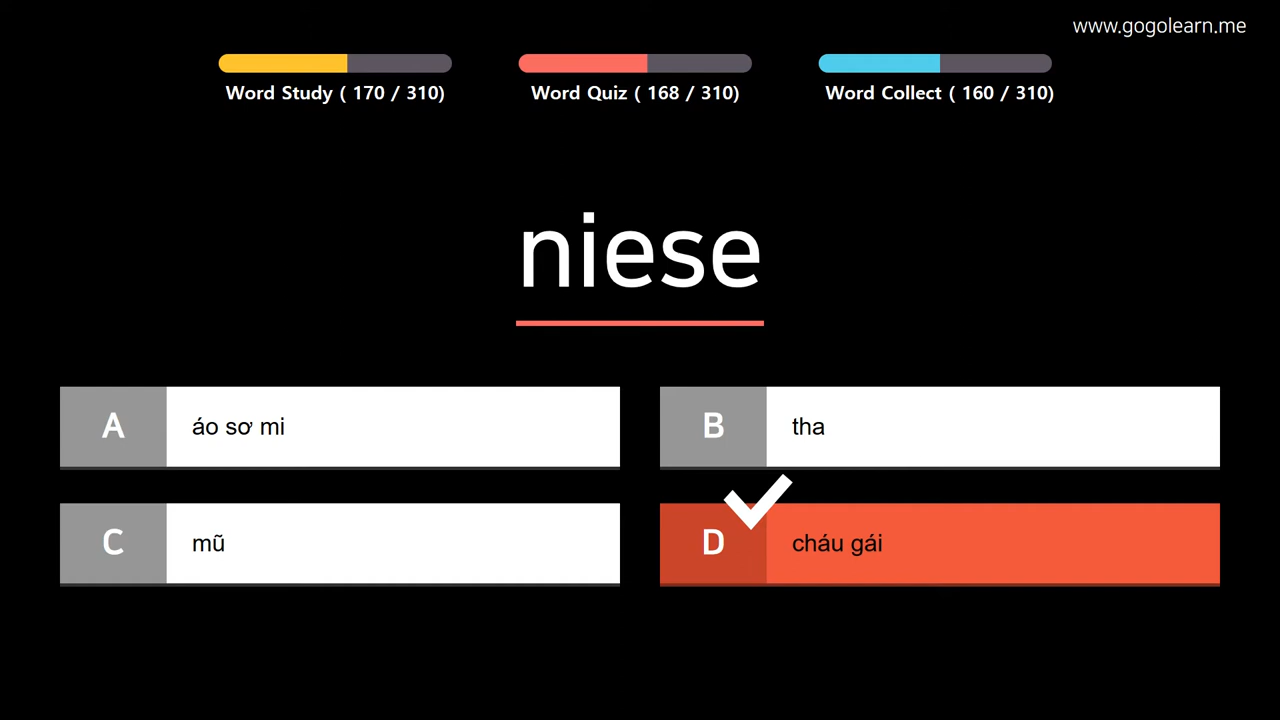 www.gogolearn.me
Word Study ( 170 / 310)
Word Quiz ( 168 / 310)
Word Collect ( 160 / 310)
niese
A áo sơ mi
B tha
C mũ
D cháu gái